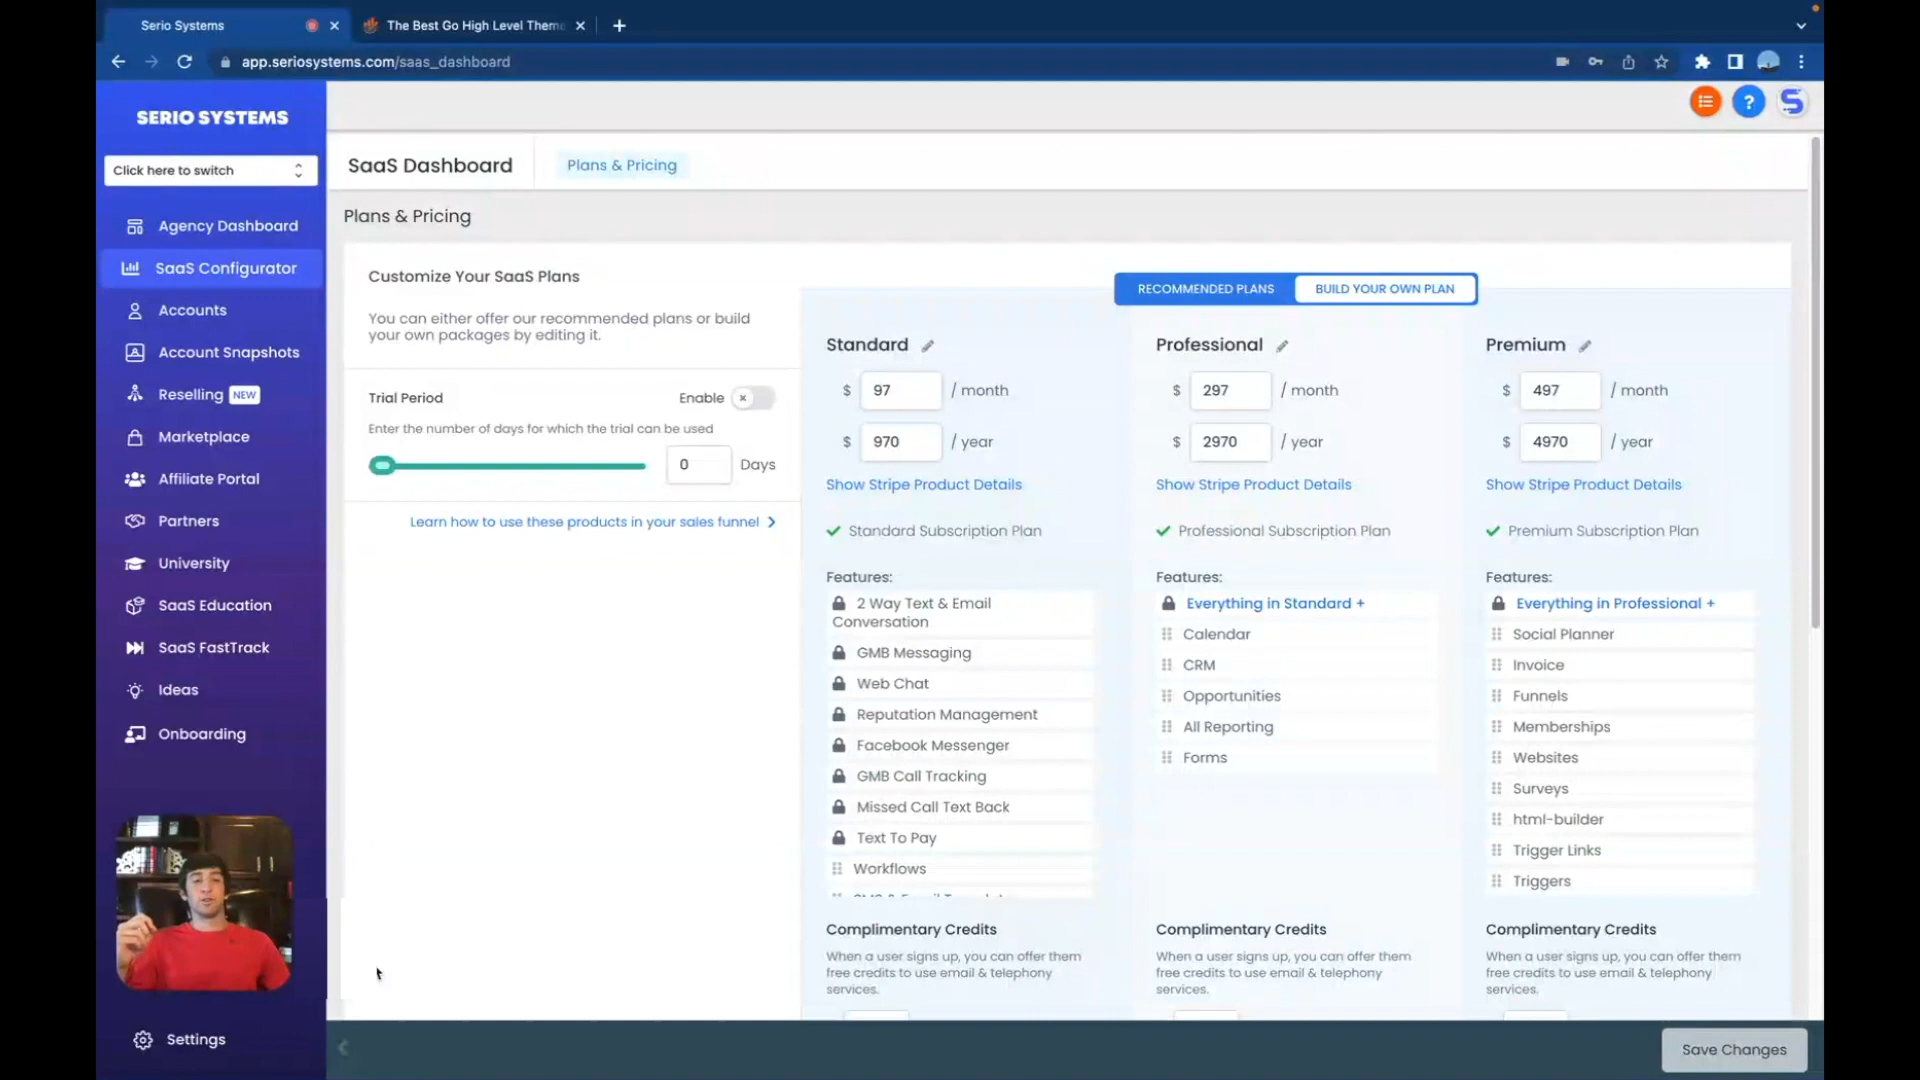 Serio Systems
The Best Go High Level Them
app.seriosystems.com/saas_dashboard
SERIO SYSTEMS
Click here to switch
Agency Dashboard
SaaS Configurator
Accounts
Account Snapshots
Reselling NEW
Marketplace
Affiliate Portal
Partners
University
SaaS Education
SaaS FastTrack
Ideas
Onboarding
Settings
SaaS Dashboard
Plans & Pricing
Plans & Pricing
Customize Your SaaS Plans
You can either offer our recommended plans or build
your own packages by editing it.
Trial Period
Enable
Enter the number of days for which the trial can be used
0 Days
Learn how to use these products in your sales funnel
RECOMMENDED PLANS
BUILD YOUR OWN PLAN
Standard
$ 97 / month
$ 970 / year
Show Stripe Product Details
Standard Subscription Plan
Features:
2 Way Text & Email
Conversation
GMB Messaging
Web Chat
Reputation Management
Facebook Messenger
GMB Call Tracking
Missed Call Text Back
Text To Pay
Workflows
Complimentary Credits
When a user signs up, you can offer them
free credits to use email & telephony
services.
Professional
$ 297 / month
$ 2970 / year
Show Stripe Product Details
Professional Subscription Plan
Features:
Everything in Standard +
Calendar
CRM
Opportunities
All Reporting
Forms
Complimentary Credits
When a user signs up, you can offer them
free credits to use email & telephony
services.
Premium
$ 497 / month
$ 4970 / year
Show Stripe Product Details
Premium Subscription Plan
Features:
Everything in Professional +
Social Planner
Invoice
Funnels
Memberships
Websites
Surveys
html-builder
Trigger Links
Triggers
Complimentary Credits
When a user signs up, you can offer them
free credits to use email & telephony
services.
Save Changes